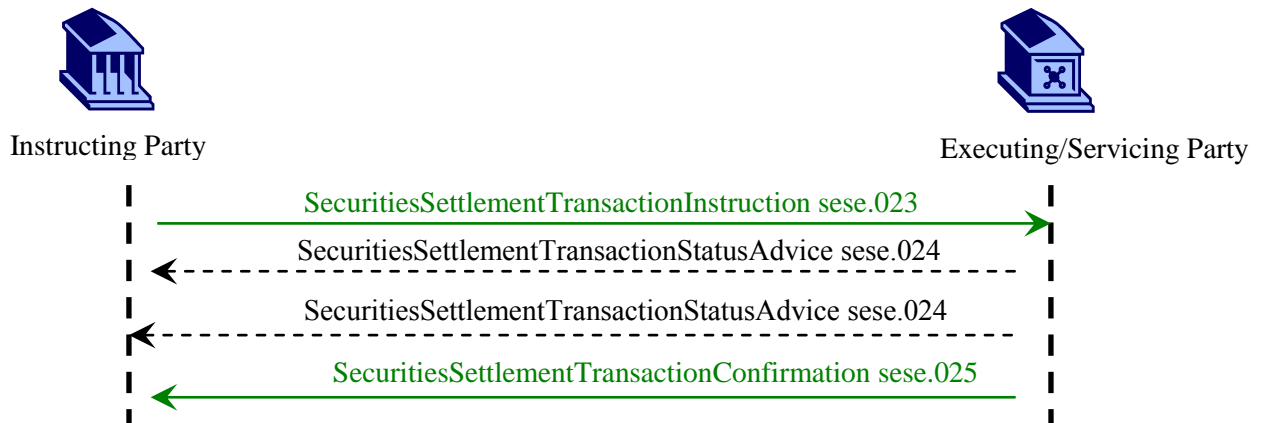 Instructing Party
Executing/Servicing Party
SecuritiesSettlementTransactionInstruction sese.023
SecuritiesSettlementTransactionStatusAdvice sese.024
SecuritiesSettlementTransactionStatusAdvice sese.024
SecuritiesSettlementTransactionConfirmation sese.025